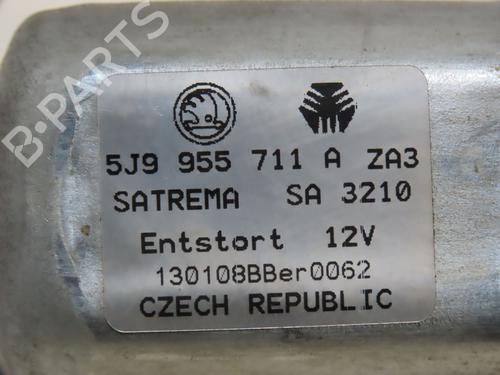 B-PARTS
5J9 955 711 A ZA3
SATREMA SA 3210
Entstort 12V
130108BBer0062
CZECH REPUBLIC